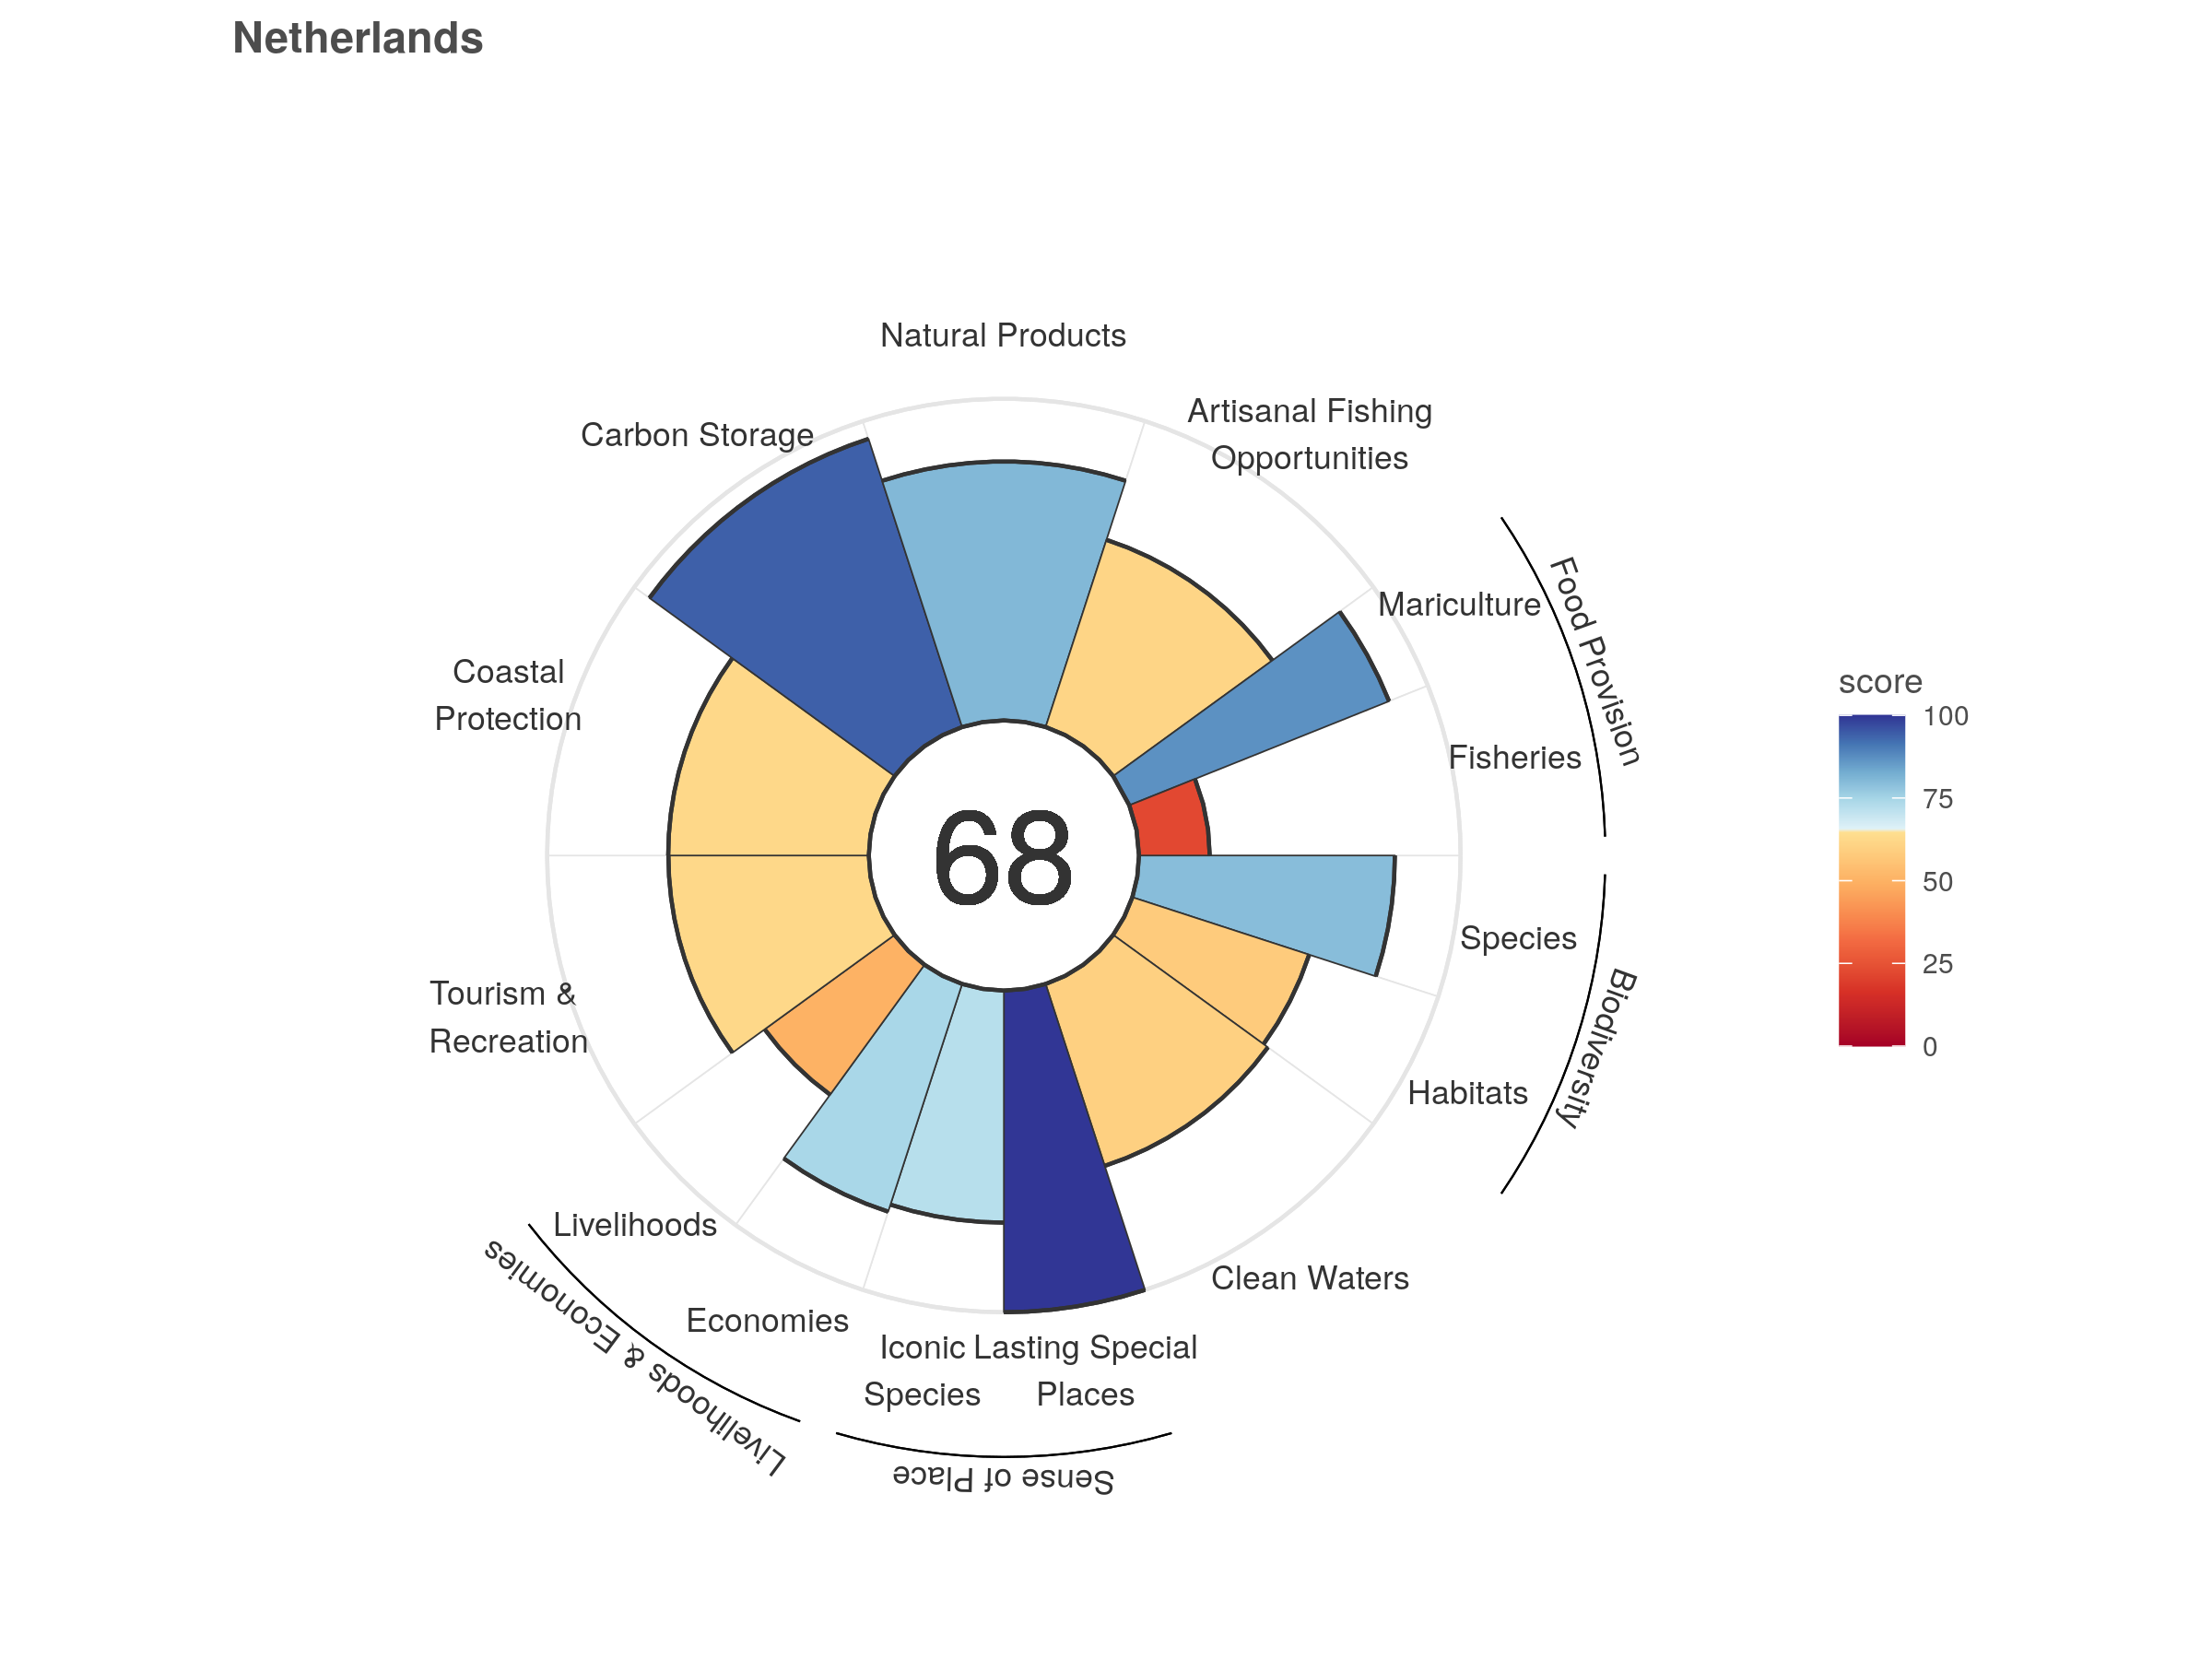 Netherlands
Natural Products
Artisanal Fishing
Opportunities
Carbon Storage
Mariculture
Food Provision
Fisheries
Coastal
Protection
68
Species
Biodiversity
Habitats
Tourism &
Recreation
Livelihoods
Economies
Livelihoods & Economies
Clean Waters
Iconic
Species
Lasting Special
Places
Sense of Place
score
100
75
50
25
0